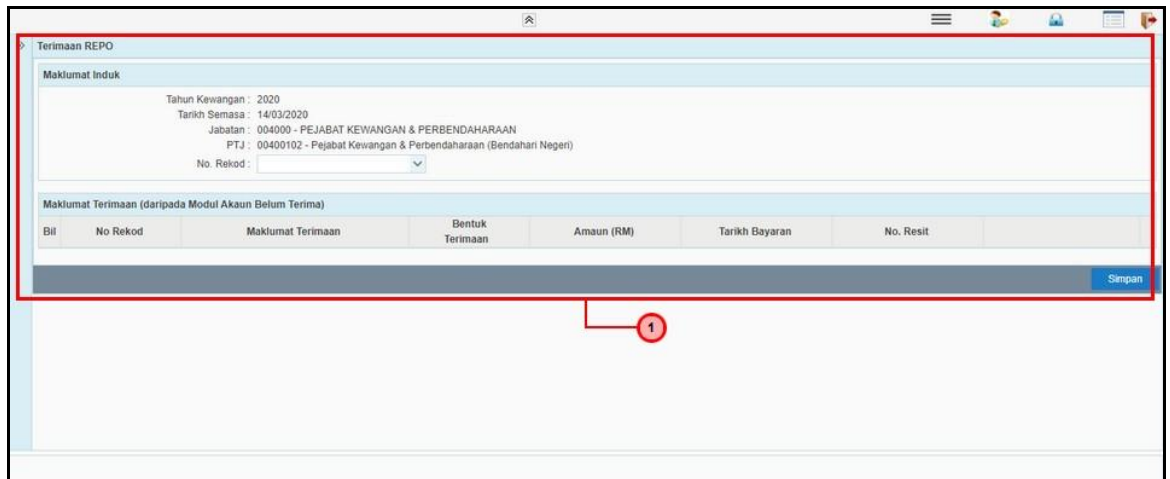 Terimaan REPO
Maklumat Induk
Tahun Kewangan : 2020
Tarikh Semasa : 14/03/2020
Jabatan : 004000 - PEJABAT KEWANGAN & PERBENDAHARAAN
PTJ : 00400102 - Pejabat Kewangan & Perbendaharaan (Bendahari Negeri)
No. Rekod :
Maklumat Terimaan (daripada Modul Akaun Belum Terima)
Bil No Rekod Maklumat Terimaan Bentuk Terimaan Amaun (RM) Tarikh Bayaran No. Resit
Simpan
1